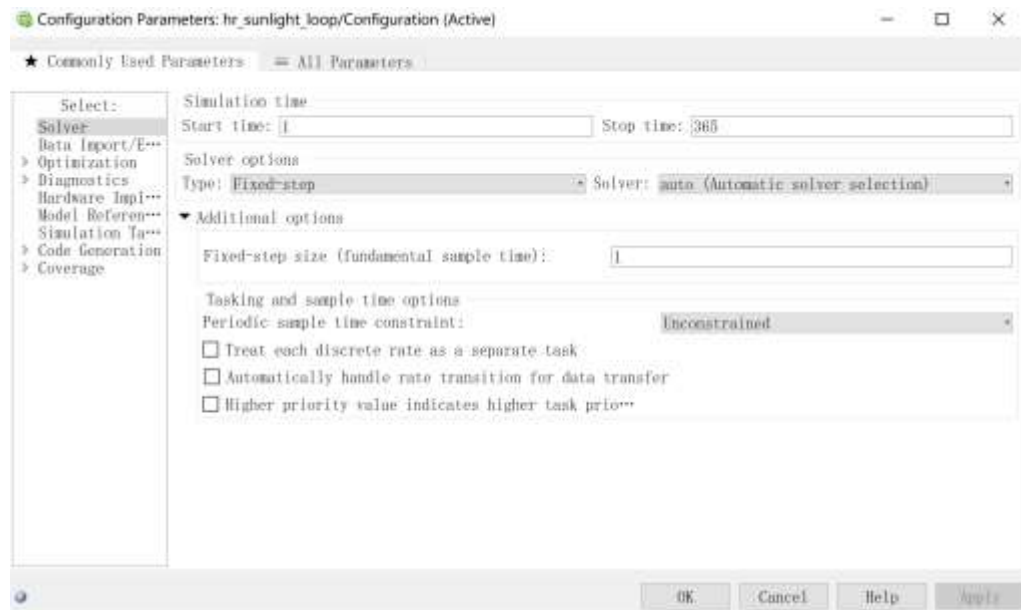 Configuration Parameters: hr_sunlight_loop/Configuration (Active)
★ Commonly Used Parameters ≡ All Parameters
Select:
Solver
Data Import/E…
Optimization
Diagnostics
Hardware Impl…
Model Referen…
Simulation Ta…
Code Generation
Coverage
Simulation time
Start time: 1 Stop time: 365
Solver options
Type: Fixed-step Solver: auto (Automatic solver selection)
Additional options
Fixed-step size (fundamental sample time): 1
Tasking and sample time options
Periodic sample time constraint: Unconstrained
Treat each discrete rate as a separate task
Automatically handle rate transition for data transfer
Higher priority value indicates higher task prio…
OK Cancel Help Apply